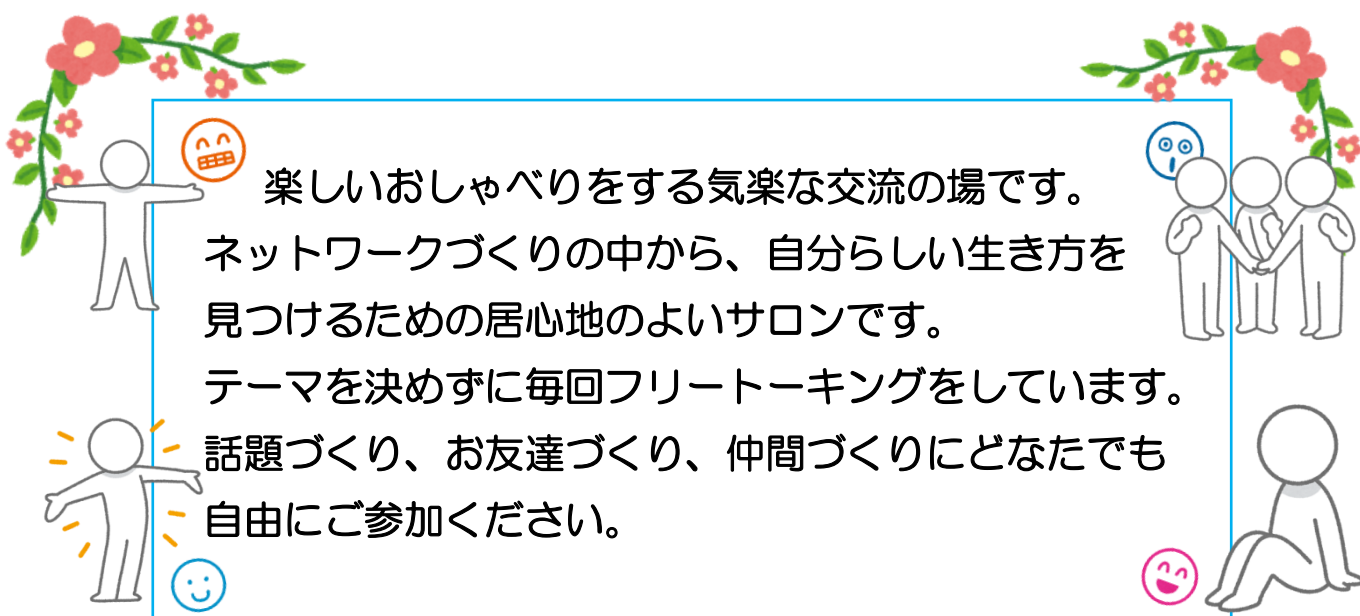 楽しいおしゃべりをする気楽な交流の場です。
ネットワークづくりの中から、自分らしい生き方を
見つけるための居心地のよいサロンです。
テーマを決めずに毎回フリートーキングをしています。
話題づくり、お友達づくり、仲間づくりにどなたでも
自由にご参加ください。